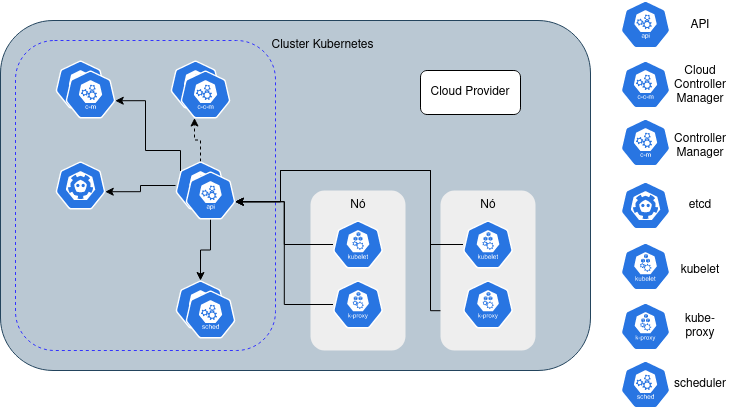 Cluster Kubernetes
c-m
c-c-m
Cloud Provider
api
sched
Nó
kubelet
k-proxy
Nó
kubelet
k-proxy
api
API
c-c-m
Cloud
Controller
Manager
c-m
Controller
Manager
etcd
kubelet
kubelet
k-proxy
kube-
proxy
sched
scheduler